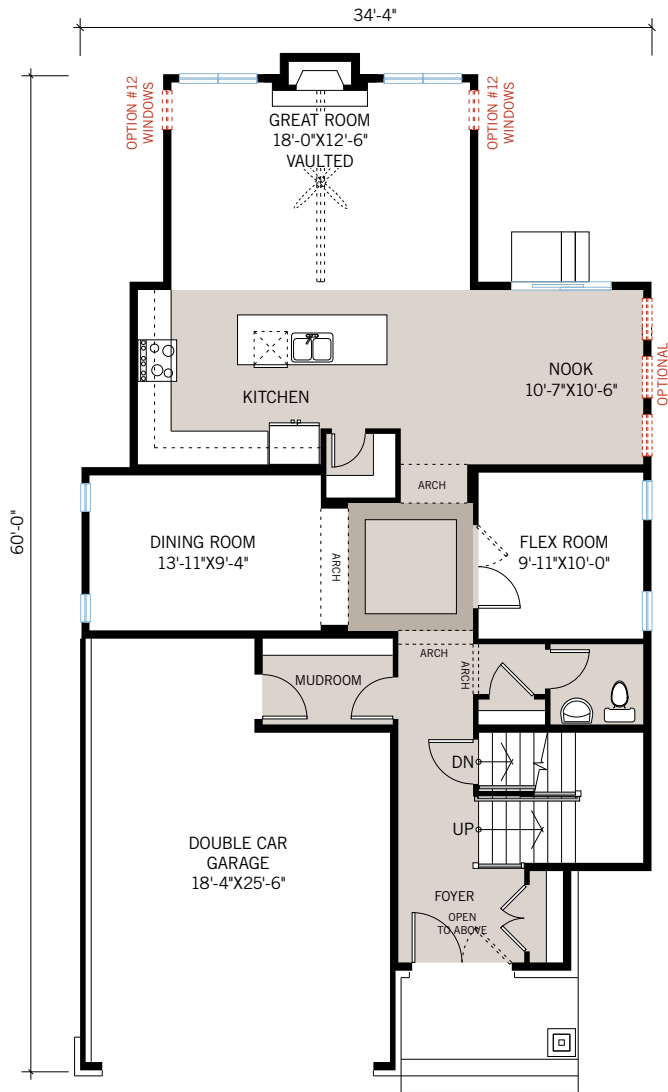 34'-4"
OPTION #12
WINDOWS
OPTION #12
WINDOWS
GREAT ROOM
18'-0"X12'-6"
VAULTED
NOOK
10'-7"X10'-6"
OPTIONAL
KITCHEN
ARCH
60'-0"
DINING ROOM
13'-11"X9'-4"
ARCH
FLEX ROOM
9'-11"X10'-0"
ARCH
ARCH
MUDROOM
DN
UP
DOUBLE CAR
GARAGE
18'-4"X25'-6"
FOYER
OPEN
TO ABOVE